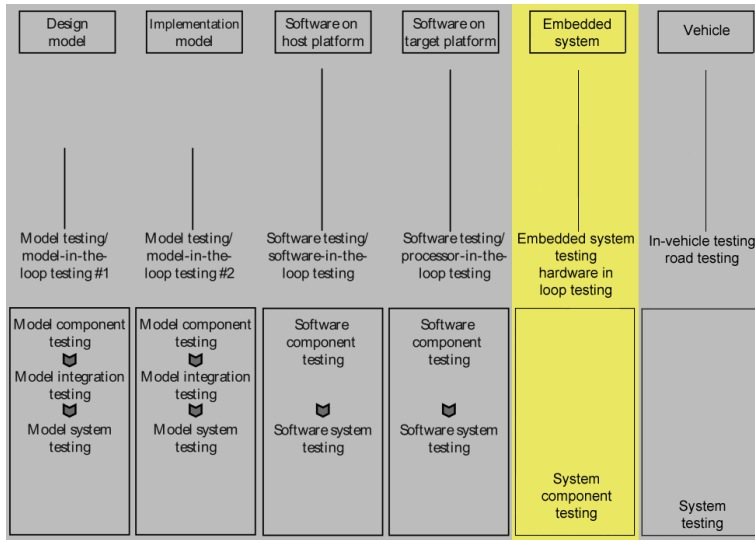 Design
model
Implementation
model
Software on
host platform
Software on
target platform
Embedded
system
Vehicle
Model testing/
model-in-the-
loop testing #1
Model testing/
model-in-the-
loop testing #2
Software testing/
software-in-the-
loop testing
Software testing/
processor-in-the-
loop testing
Embedded system
testing
hardware in
loop testing
In-vehicle testing
road testing
Model component
testing
Model integration
testing
Model system
testing
Model component
testing
Model integration
testing
Model system
testing
Software
component
testing
Software system
testing
Software
component
testing
Software system
testing
System
component
testing
System
testing